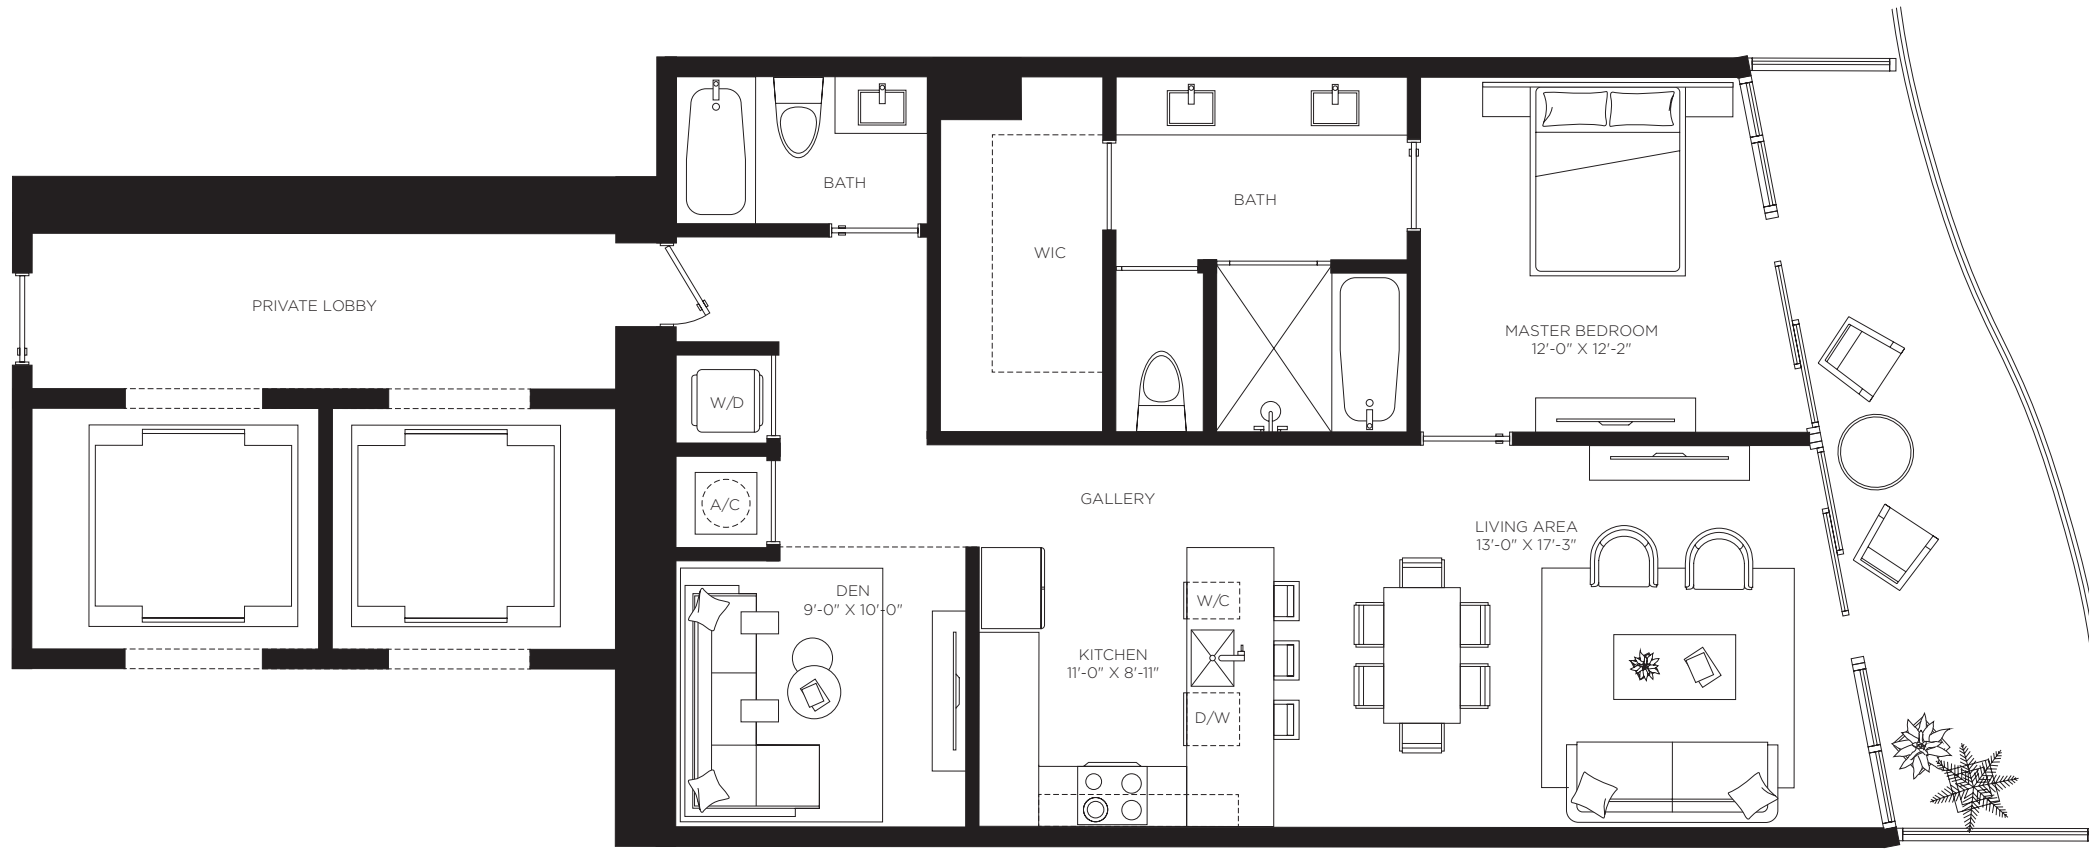 BATH
BATH
WIC
PRIVATE LOBBY
MASTER BEDROOM
12'-0" X 12'-2"
W/D
A/C
GALLERY
LIVING AREA
13'-0" X 17'-3"
DEN
9'-0" X 10'-0"
W/C
KITCHEN
11'-0" X 8'-11"
D/W